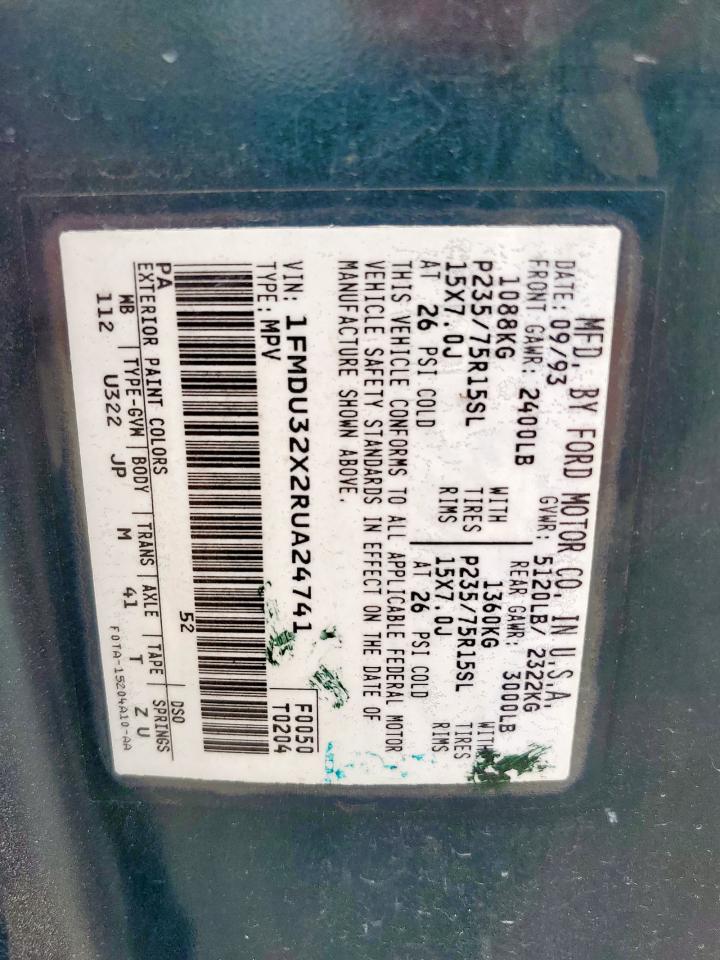 MFD. BY FORD MOTOR CO. IN U.S.A.
DATE: 09/93 GVWR: 5120LB/ 2322KG
FRONT GAWR: 2400LB REAR GAWR: 3000LB
1088KG WITH 1360KG WITH
P235/75R15SL TIRES P235/75R15SL TIRES
15X7.0J RIMS 15X7.0J RIMS
AT 26 PSI COLD AT 26 PSI COLD
THIS VEHICLE CONFORMS TO ALL APPLICABLE FEDERAL MOTOR
VEHICLE SAFETY STANDARDS IN EFFECT ON THE DATE OF
MANUFACTURE SHOWN ABOVE.
VIN: 1FMDU32X2RUA24741 F0050
TYPE: MPV T0204
52
PA DSO
EXTERIOR PAINT COLORS
WB TYPE-GVM BODY TRANS AXLE TAPE SPRINGS
112 U322 JP M 41 T ZU
F0TA-15204A10-AA